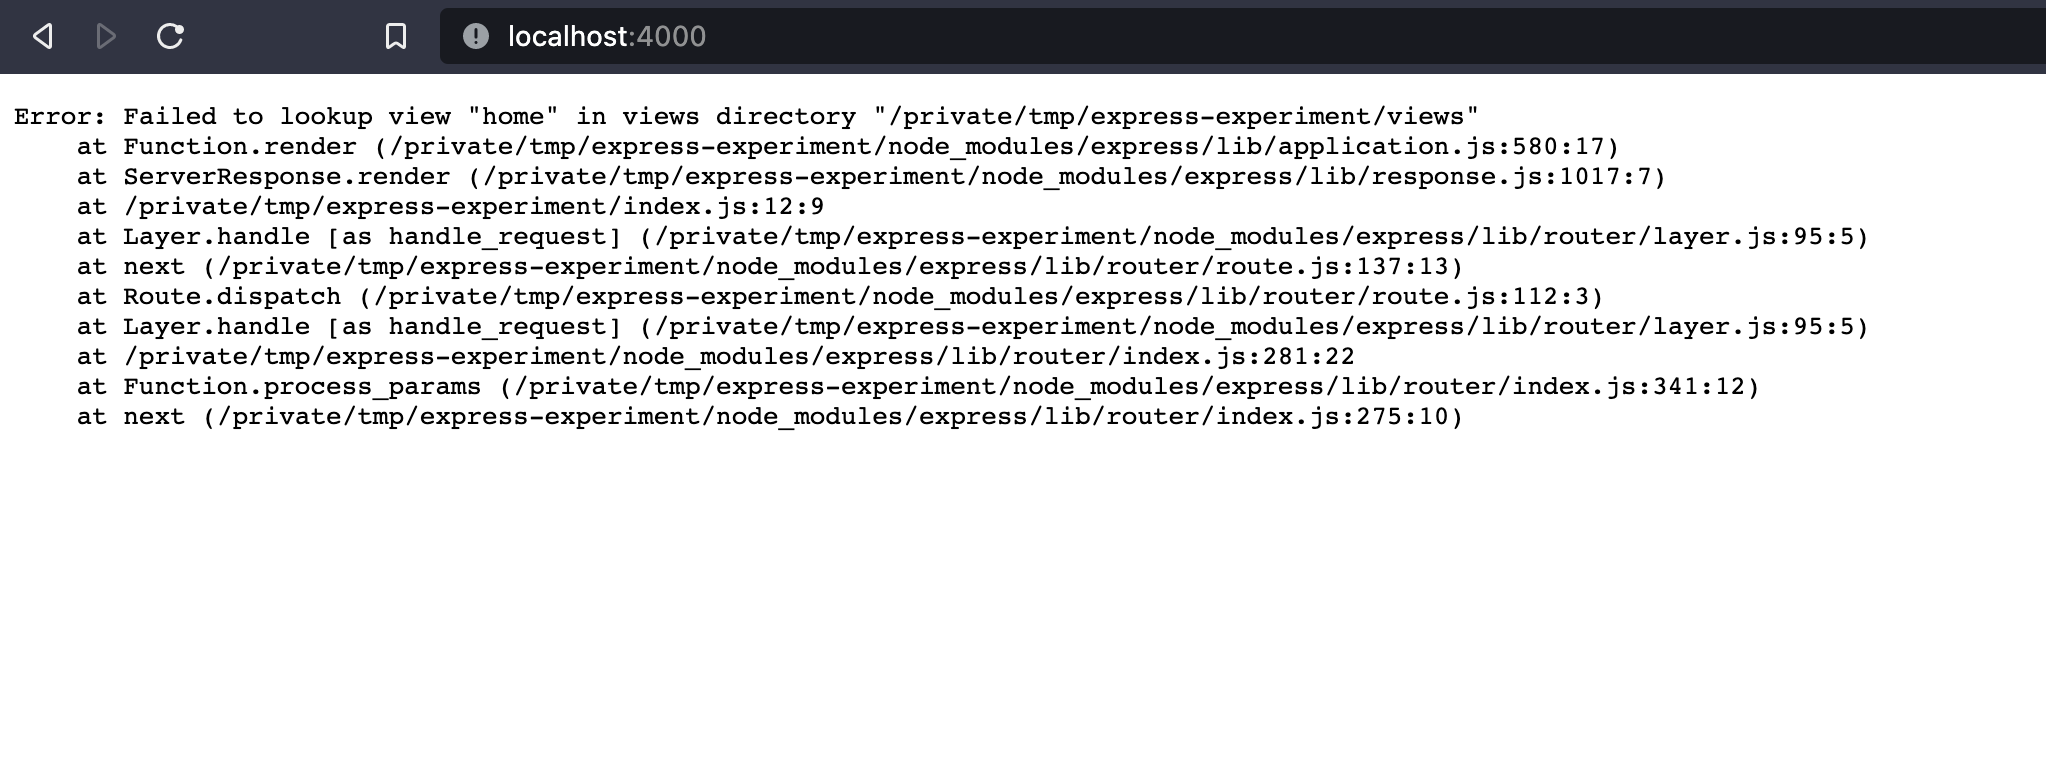 localhost:4000
Error: Failed to lookup view "home" in views directory "/private/tmp/express-experiment/views"
at Function.render (/private/tmp/express-experiment/node_modules/express/lib/application.js:580:17)
at ServerResponse.render (/private/tmp/express-experiment/node_modules/express/lib/response.js:1017:7)
at /private/tmp/express-experiment/index.js:12:9
at Layer.handle [as handle_request] (/private/tmp/express-experiment/node_modules/express/lib/router/layer.js:95:5)
at next (/private/tmp/express-experiment/node_modules/express/lib/router/route.js:137:13)
at Route.dispatch (/private/tmp/express-experiment/node_modules/express/lib/router/route.js:112:3)
at Layer.handle [as handle_request] (/private/tmp/express-experiment/node_modules/express/lib/router/layer.js:95:5)
at /private/tmp/express-experiment/node_modules/express/lib/router/index.js:281:22
at Function.process_params (/private/tmp/express-experiment/node_modules/express/lib/router/index.js:341:12)
at next (/private/tmp/express-experiment/node_modules/express/lib/router/index.js:275:10)